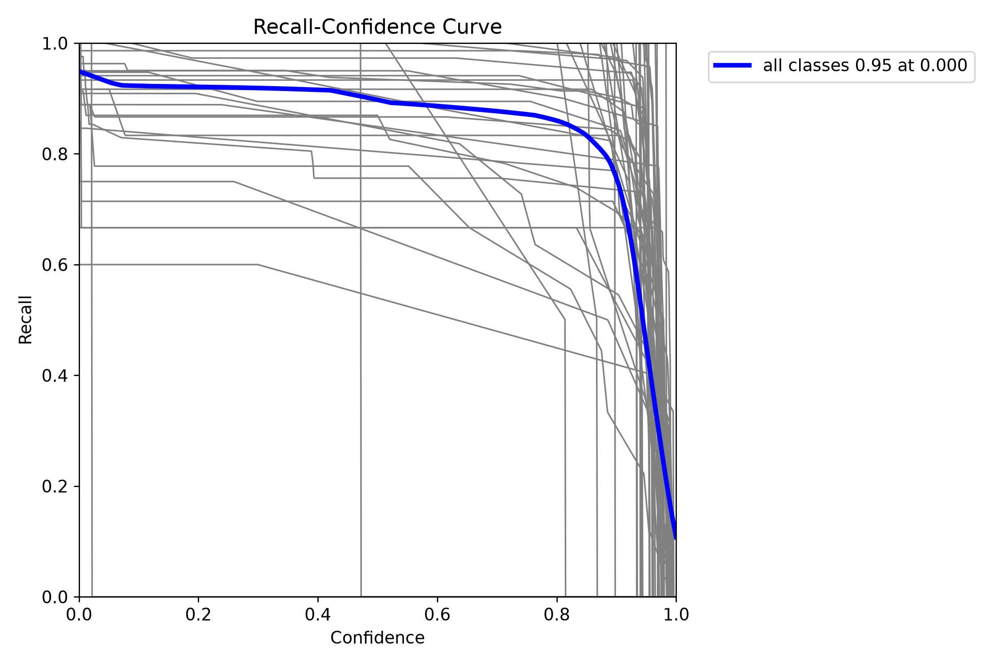 Recall-Confidence Curve
all classes 0.95 at 0.000
1.0
0.8
0.6
0.4
0.2
0.0
Recall
0.0 0.2 0.4 0.6 0.8 1.0
Confidence